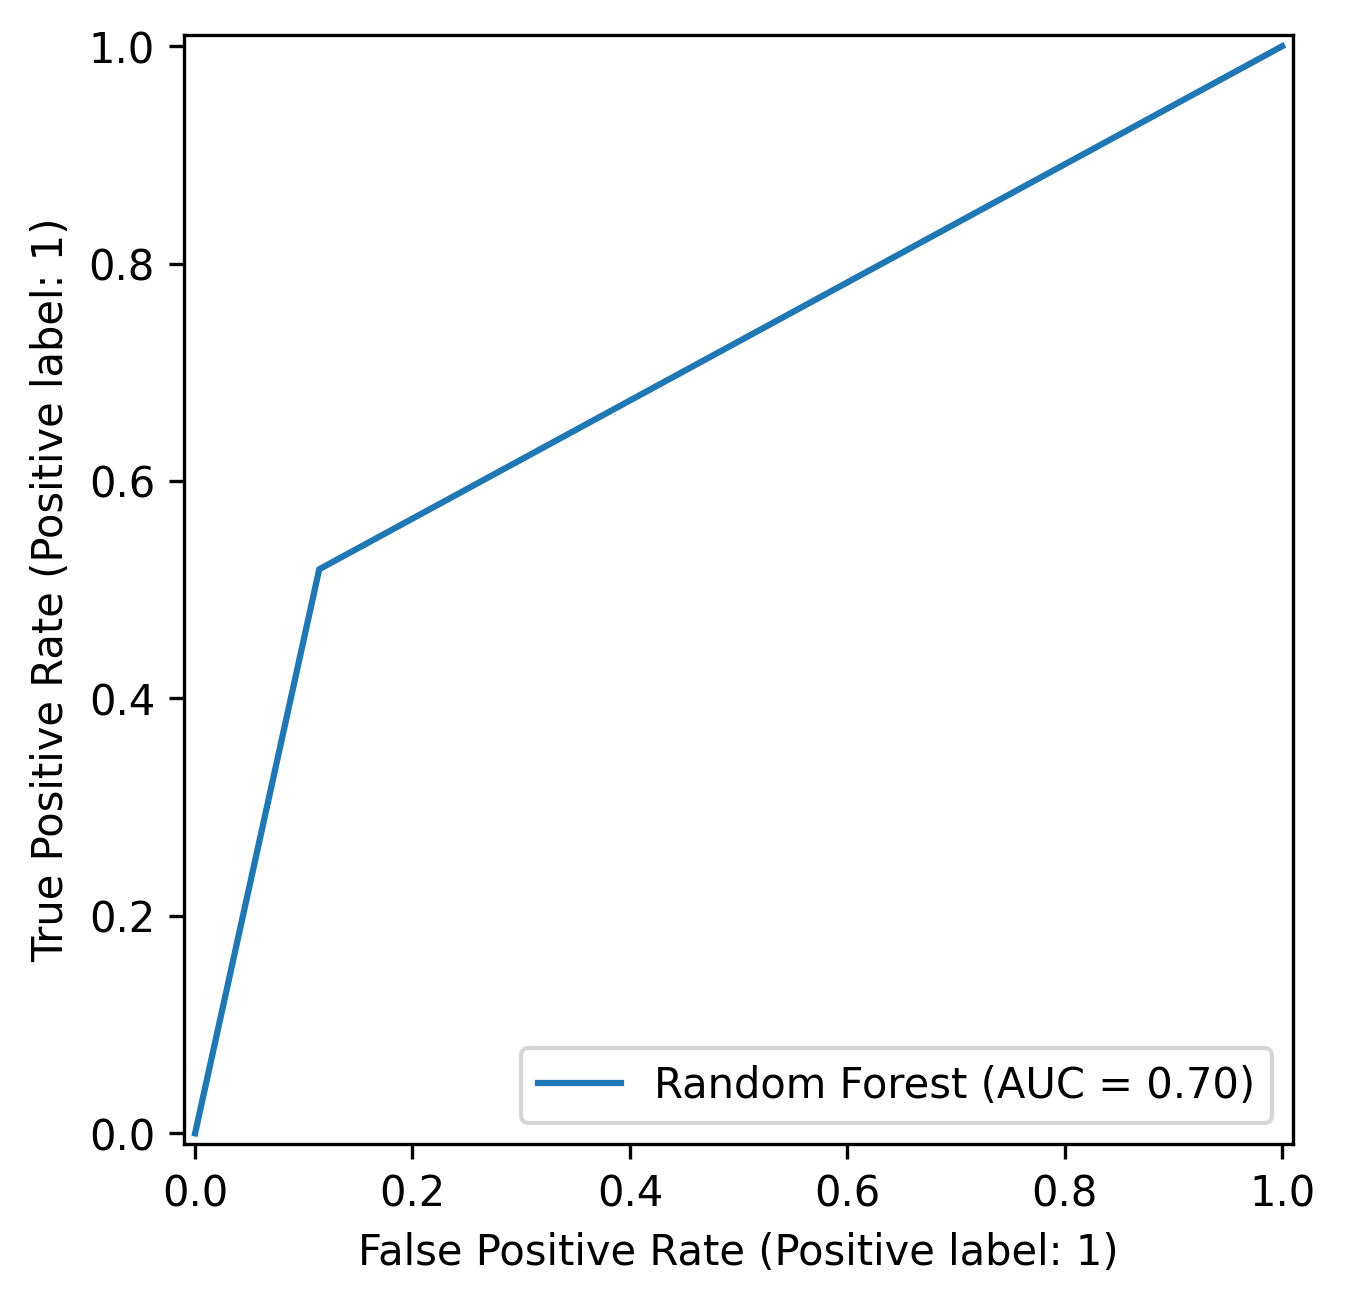 1.0
0.8
0.6
0.4
0.2
0.0
True Positive Rate (Positive label: 1)
Random Forest (AUC = 0.70)
0.0 0.2 0.4 0.6 0.8 1.0
False Positive Rate (Positive label: 1)